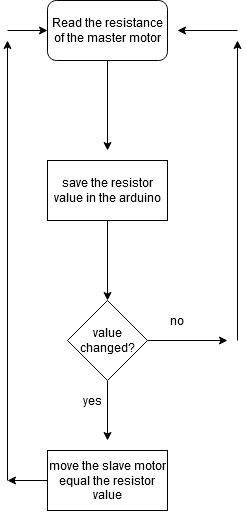 Read the resistance
of the master motor
save the resistor
value in the arduino
value
changed?
no
yes
move the slave motor
equal the resistor
value